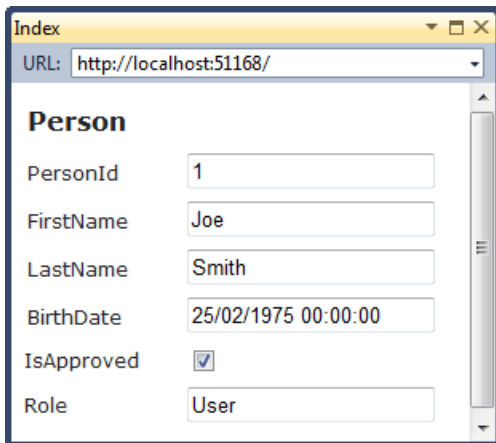 Index
URL: http://localhost:51168/
Person
PersonId 1
FirstName Joe
LastName Smith
BirthDate 25/02/1975 00:00:00
IsApproved
Role User